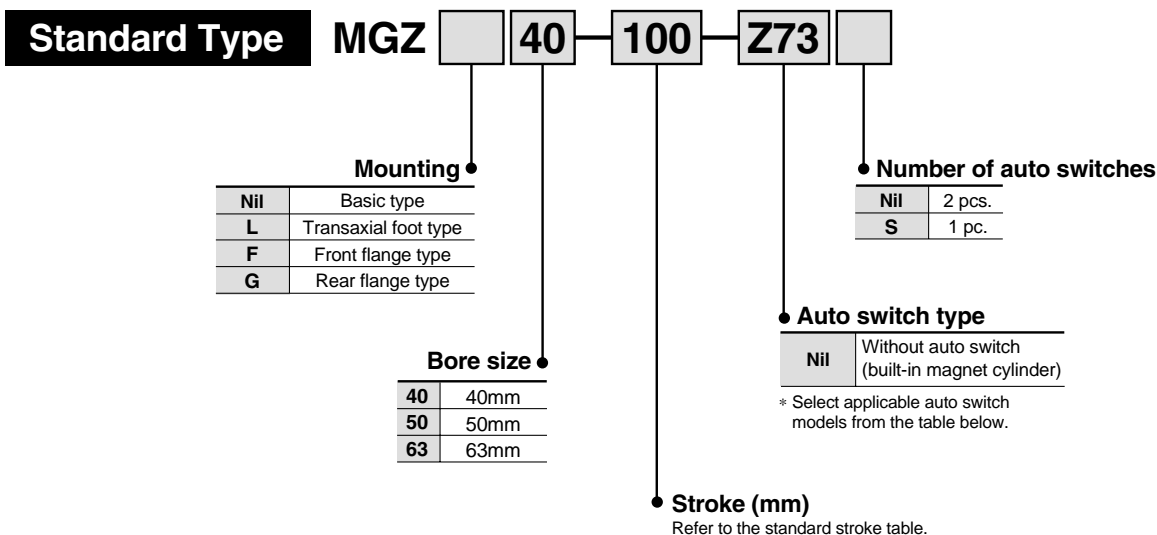 Standard Type MGZ 40 100 Z73
Mounting
Nil Basic type
L Transaxial foot type
F Front flange type
G Rear flange type
Number of auto switches
Nil 2 pcs.
S 1 pc.
Auto switch type
Nil Without auto switch
(built-in magnet cylinder)
* Select applicable auto switch
models from the table below.
Bore size
40 40mm
50 50mm
63 63mm
Stroke (mm)
Refer to the standard stroke table.